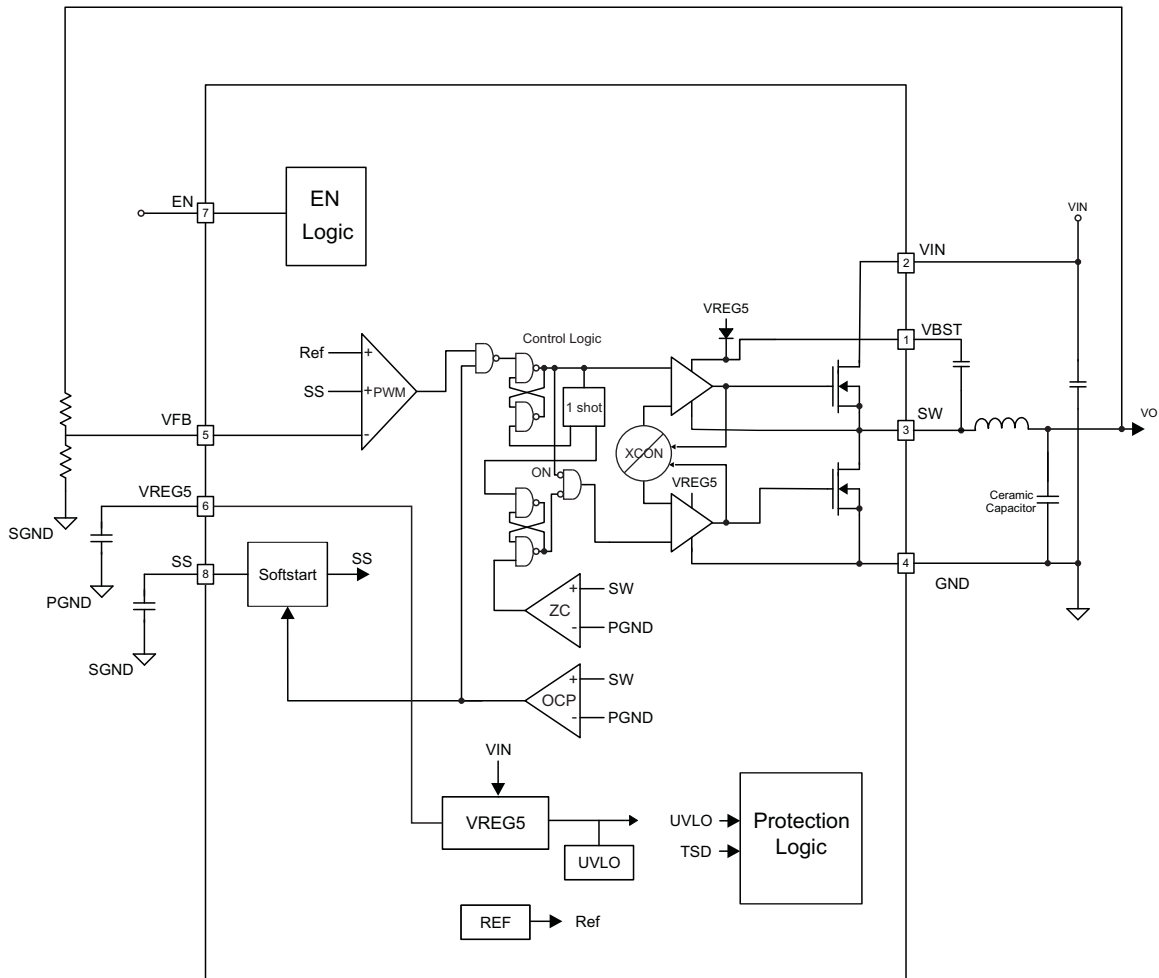 EN
7
EN
Logic
VIN
VIN
2
VREG5
VBST
1
Control Logic
Ref
+
SS
+
PWM
-
1 shot
VFB
5
SW
3
VO
XCON
ON
VREG5
Ceramic
Capacitor
VREG5
6
SGND
SS
8
Softstart
SS
PGND
SGND
4
GND
+
SW
ZC
-
PGND
+
SW
OCP
-
PGND
VIN
VREG5
UVLO
UVLO
TSD
Protection
Logic
REF
Ref